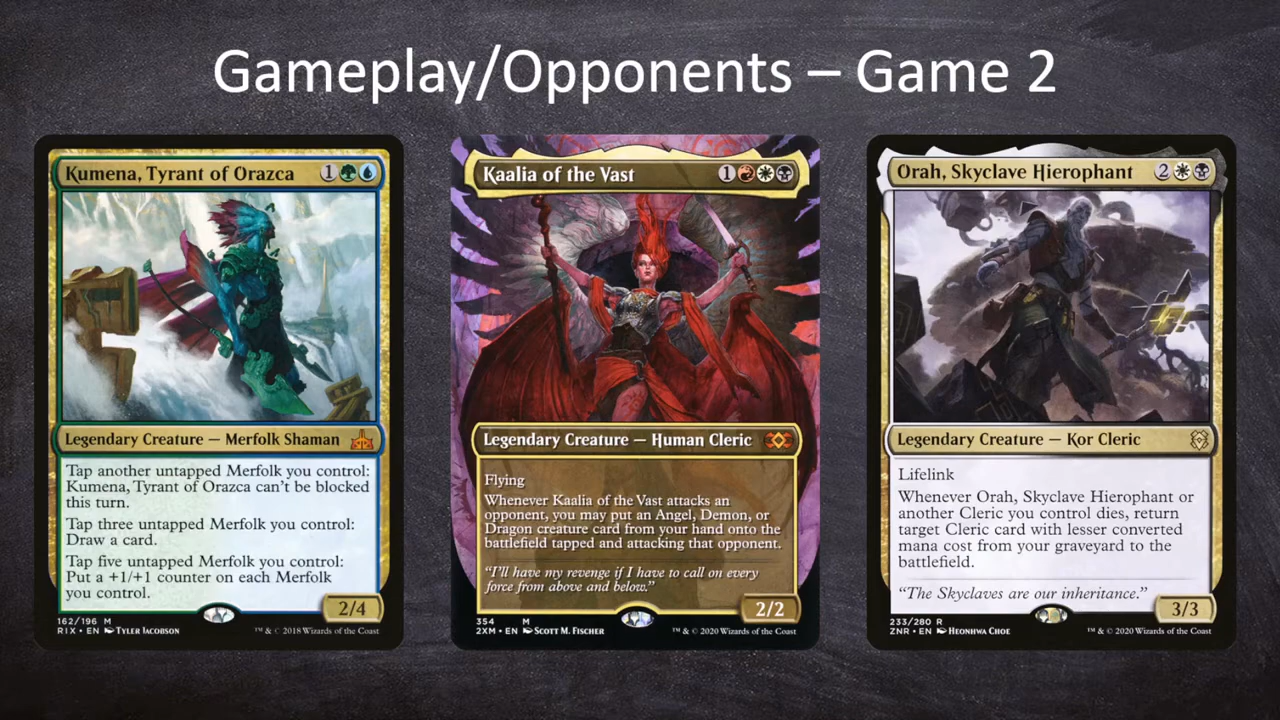 Gameplay/Opponents – Game 2
Kumena, Tyrant of Orazca 1
Legendary Creature — Merfolk Shaman
Tap another untapped Merfolk you control:
Kumena, Tyrant of Orazca can't be blocked
this turn.
Tap three untapped Merfolk you control:
Draw a card.
Tap five untapped Merfolk you control:
Put a +1/+1 counter on each Merfolk
you control.
2/4
162/196 M
RIX • EN Tyler Jacobson
™ & © 2018 Wizards of the Coast
Kaalia of the Vast 1
Legendary Creature — Human Cleric
Flying
Whenever Kaalia of the Vast attacks an
opponent, you may put an Angel, Demon, or
Dragon creature card from your hand onto the
battlefield tapped and attacking that opponent.
"I'll have my revenge if I have to call on every
force from above and below."
2/2
354 M
2XM • EN Scott M. Fischer
™ & © 2020 Wizards of the Coast
Orah, Skyclave Hierophant 2
Legendary Creature — Kor Cleric
Lifelink
Whenever Orah, Skyclave Hierophant or
another Cleric you control dies, return
target Cleric card with lesser converted
mana cost from your graveyard to the
battlefield.
"The Skyclaves are our inheritance."
3/3
233/280 R
ZNR • EN Heonhwa Choe
™ & © 2020 Wizards of the Coast